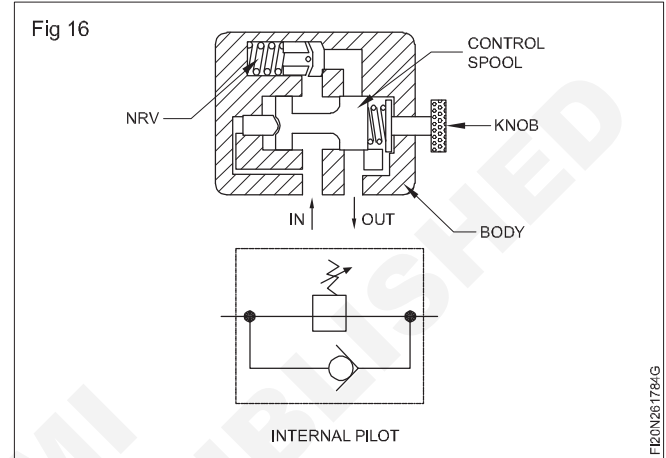 Fig 16
CONTROL
SPOOL
NRV
KNOB
IN
OUT
BODY
INTERNAL PILOT
FI20N261784G